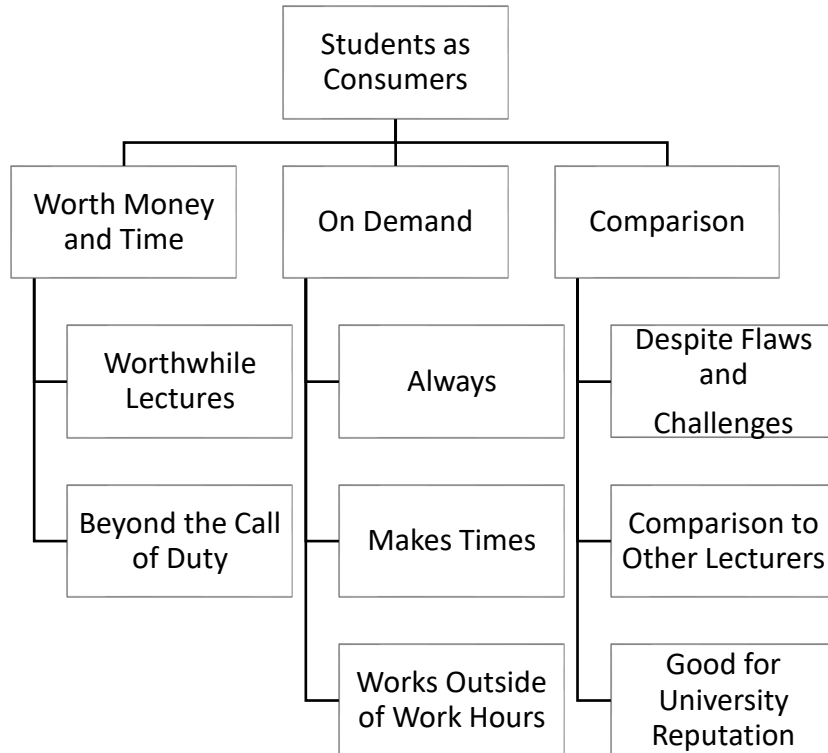 Students as
Consumers
Worth Money
and Time
On Demand
Comparison
Worthwhile
Lectures
Beyond the Call
of Duty
Always
Makes Times
Works Outside
of Work Hours
Despite Flaws
and
Challenges
Comparison to
Other Lecturers
Good for
University
Reputation